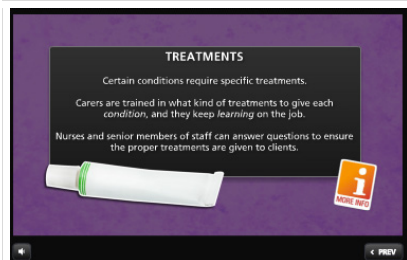 TREATMENTS
Certain conditions require specific treatments.
Carers are trained in what kind of treatments to give each
condition, and they keep learning on the job.
Nurses and senior members of staff can answer questions to ensure
the proper treatments are given to clients.
i
MORE INFO
< PREV